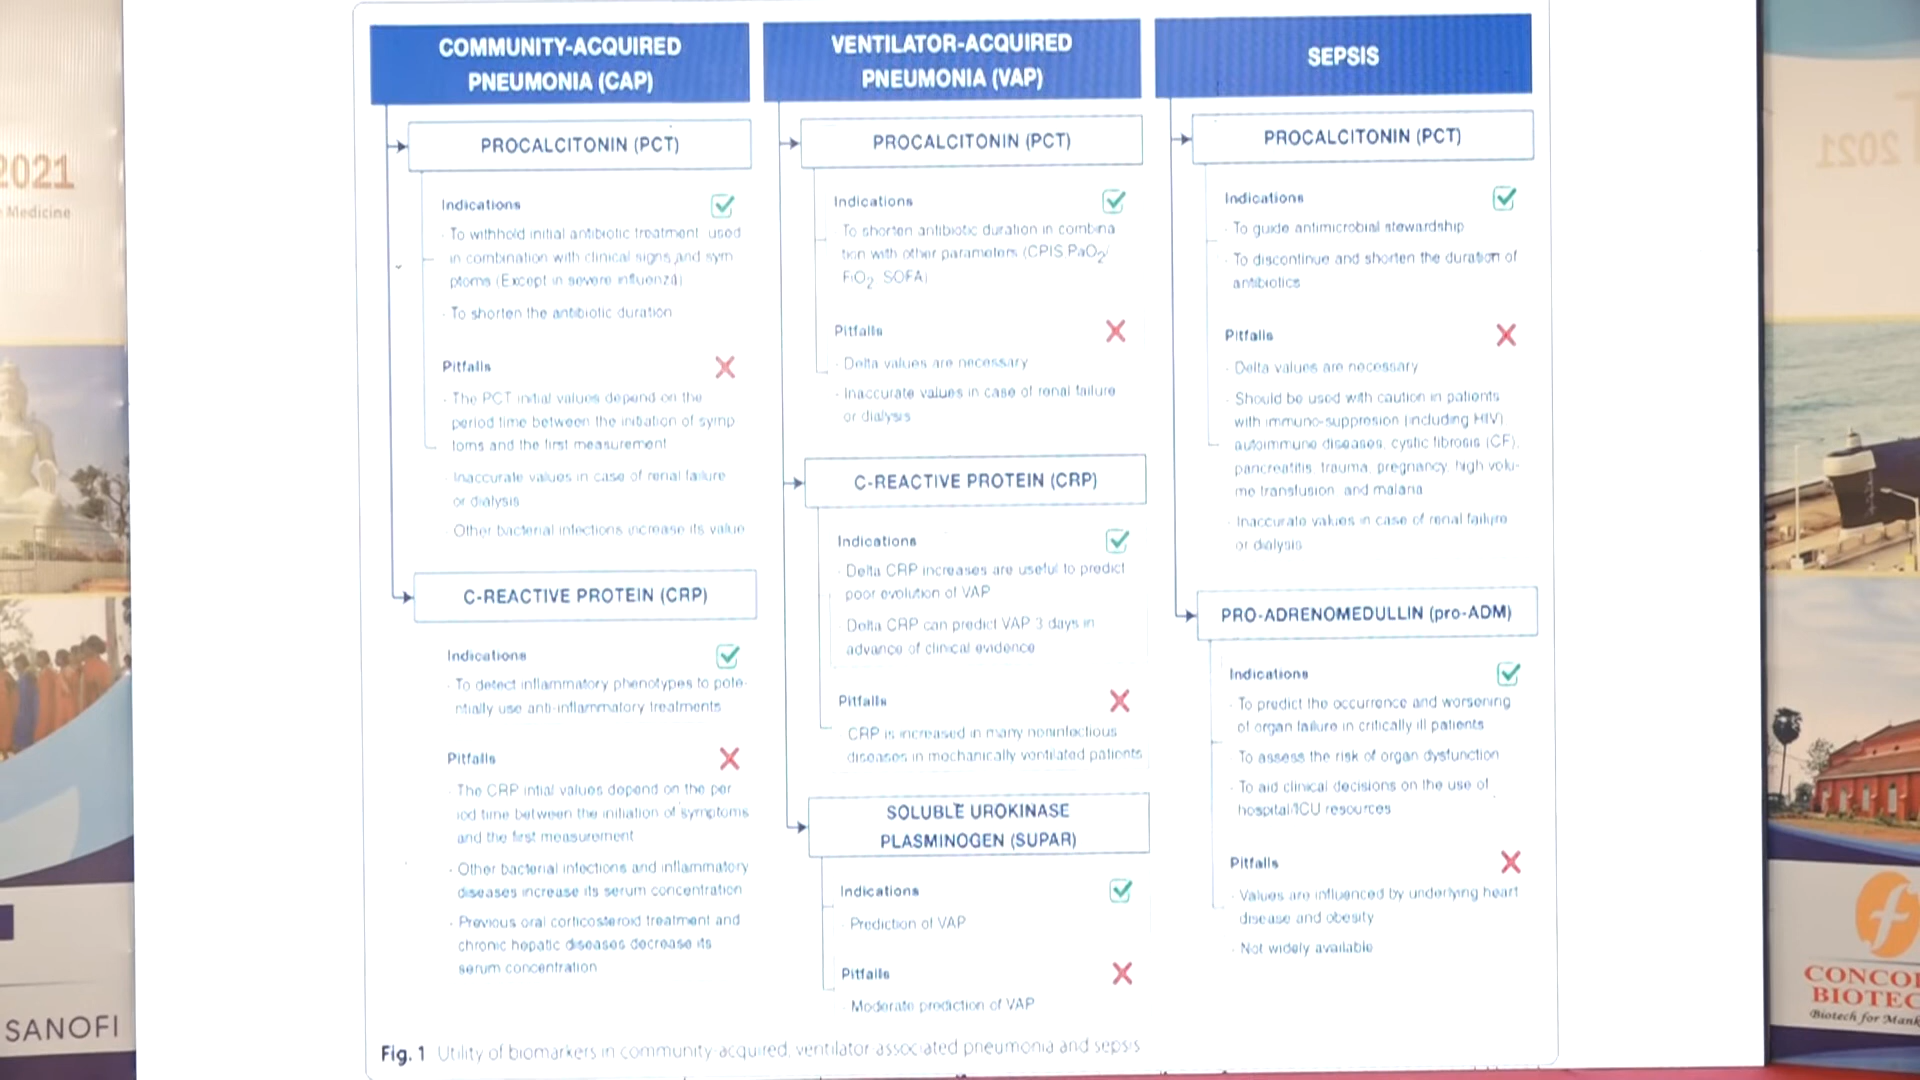 COMMUNITY-ACQUIRED
PNEUMONIA (CAP)
PROCALCITONIN (PCT)
Indications
To withhold initial antibiotic treatment used
in combination with clinical signs and sym
ptoms (Except in severe influenza)
To shorten the antibiotic duration
Pitfalls
The PCT initial values depend on the
period time between the initiation of symp
toms and the first measurement
Inaccurate values in case of renal failure
or dialysis
Other bacterial infections increase its value
C-REACTIVE PROTEIN (CRP)
Indications
To detect inflammatory phenotypes to pote-
ntially use anti-inflammatory treatments
Pitfalls
The CRP intial values depend on the per
iod time between the initiation of symptoms
and the first measurement
Other bacterial infections and inflammatory
diseases increase its serum concentration
Previous oral corticosteroid treatment and
chronic hepatic diseases decrease its
serum concentration
VENTILATOR-ACQUIRED
PNEUMONIA (VAP)
PROCALCITONIN (PCT)
Indications
To shorten antibiotic duration in combina
tion with other parameters (CPIS, PaO2/
FiO2 SOFA)
Pitfalls
Delta values are necessary
Inaccurate values in case of renal failure
or dialysis
C-REACTIVE PROTEIN (CRP)
Indications
Delta CRP increases are useful to predict
poor evolution of VAP
Delta CRP can predict VAP 3 days in
advance of clinical evidence
Pitfalls
CRP is increased in many noninfectious
diseases in mechanically ventilated patients
SOLUBLE UROKINASE
PLASMINOGEN (SUPAR)
Indications
Prediction of VAP
Pitfalls
Moderate prediction of VAP
SEPSIS
PROCALCITONIN (PCT)
Indications
To guide antimicrobial stewardship
To discontinue and shorten the duration of
antibiotics
Pitfalls
Delta values are necessary
Should be used with caution in patients
with immuno-suppresion (including HIV)
autoimmune diseases, cystic fibrosis (CF),
pancreatitis, trauma, pregnancy, high volu-
me transfusion, and malaria
Inaccurate values in case of renal failure
or dialysis
PRO-ADRENOMEDULLIN (pro-ADM)
Indications
To predict the occurrence and worsening
of organ failure in critically ill patients
To assess the risk of organ dysfunction
To aid clinical decisions on the use of
hospital/ICU resources
Pitfalls
Values are influenced by underlying heart
disease and obesity
Not widely available
Fig. 1 Utility of biomarkers in community-acquired, ventilator associated pneumonia and sepsis
2021
Medicine
SANOFI
2021
CONCO
BIOTEC
Biotech for Mank